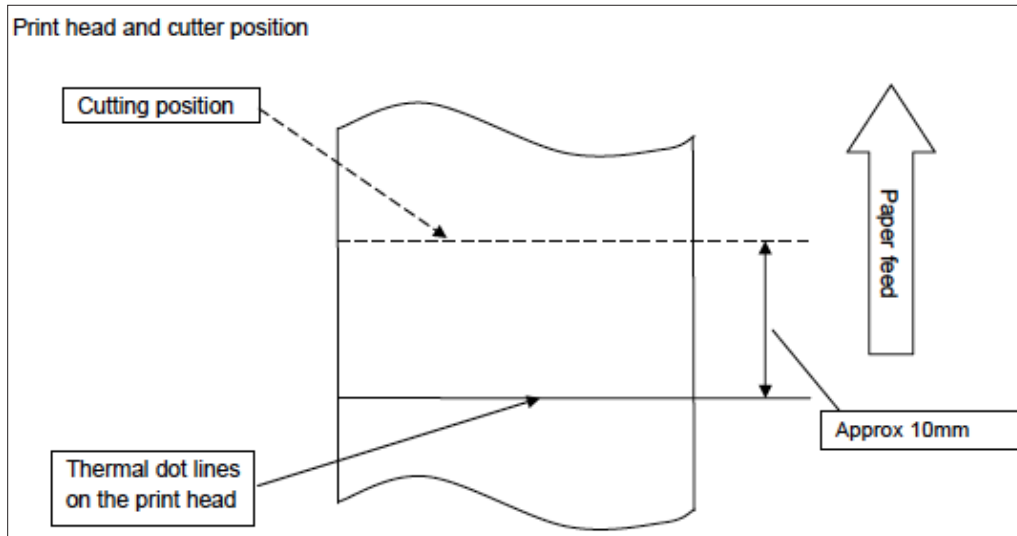 Print head and cutter position
Cutting position
Paper feed
Approx 10mm
Thermal dot lines
on the print head